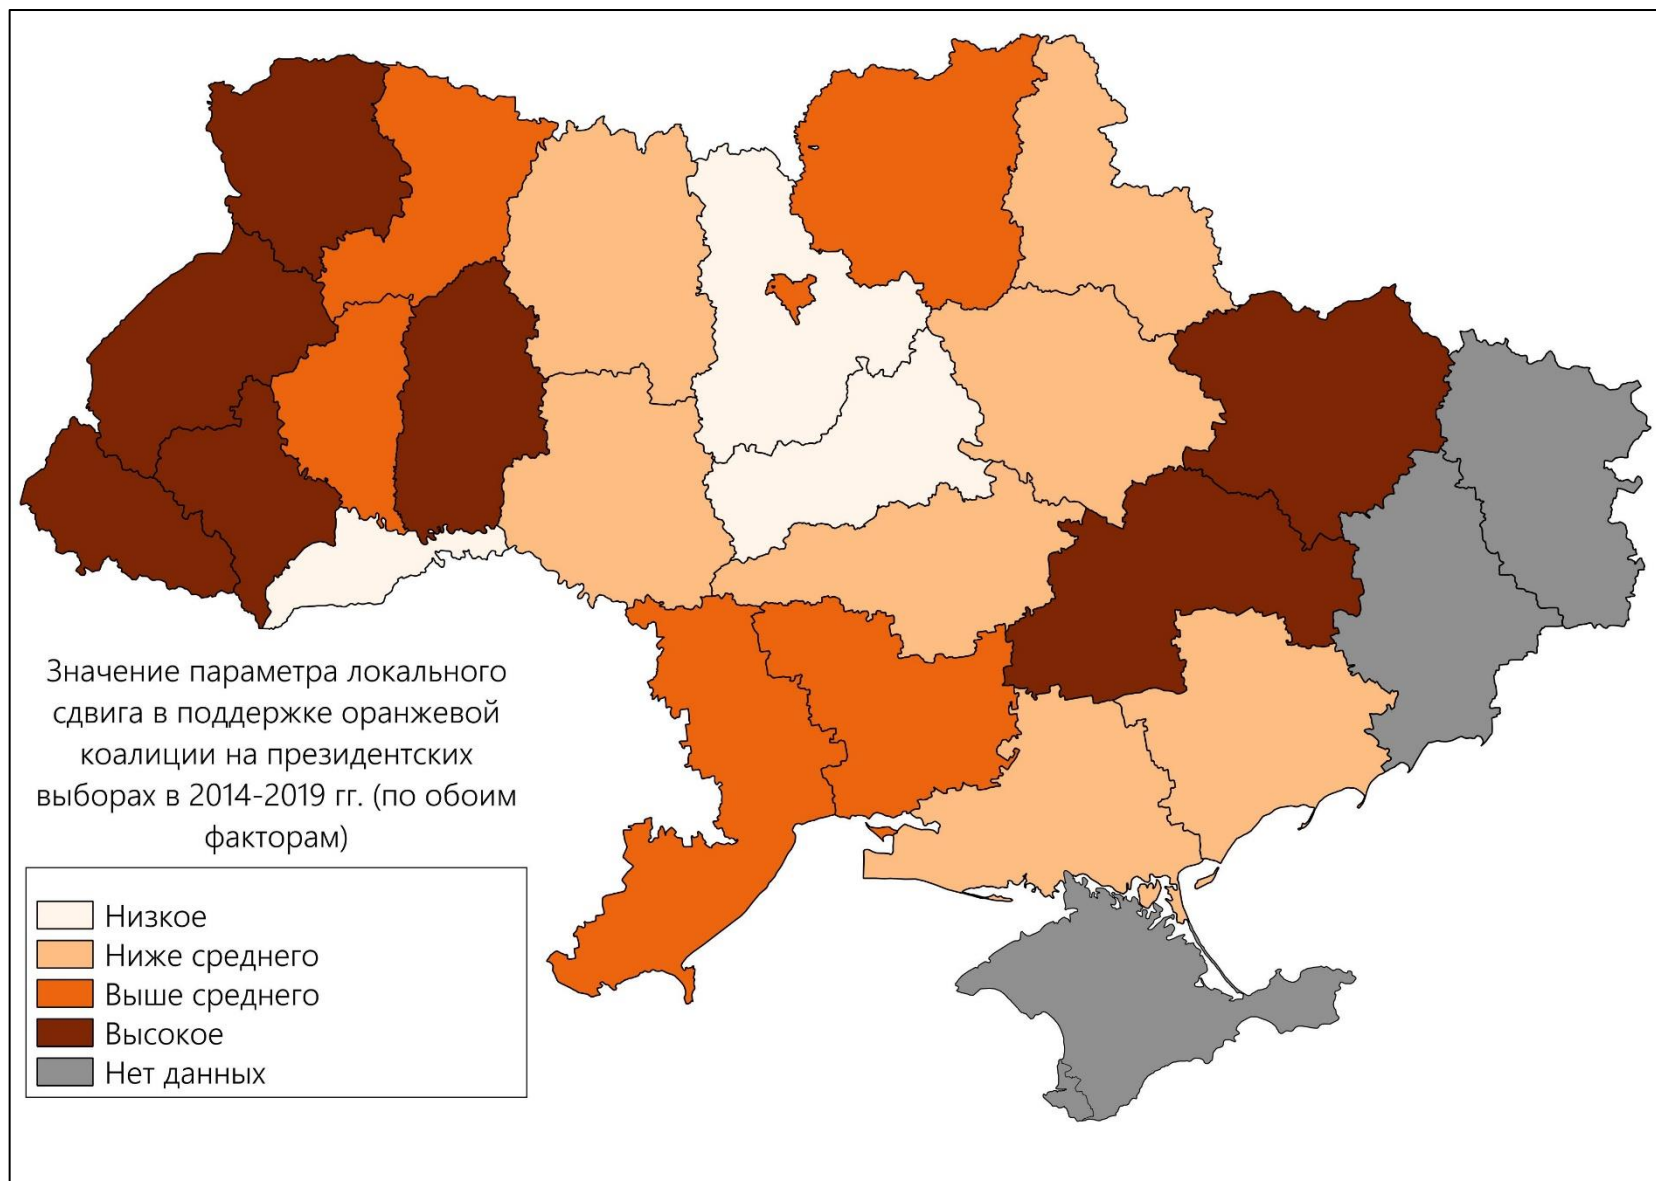 Значение параметра локального
сдвига в поддержке оранжевой
коалиции на президентских
выборах в 2014-2019 гг. (по обоим
факторам)
Низкое
Ниже среднего
Выше среднего
Высокое
Нет данных